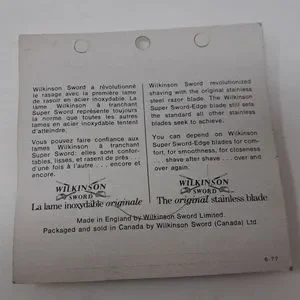 Wilkinson Sword a révolutionné
le rasage avec la première lame
de rasoir en acier inoxydable. La
lame Wilkinson à tranchant
Super Sword représente toujours
la norme que toutes les autres
lames en acier inoxydable tentent
d'atteindre.
Vous pouvez faire confiance aux
lames Wilkinson à tranchant
Super Sword: elles sont confor-
tables, lisses, et rasent de près...
d'une fois à l'autre... encore et
encore.
WILKINSON
SWORD
La lame inoxydable originale
Wilkinson Sword revolutionized
shaving with the original stainless
steel razor blade. The Wilkinson
Super Sword-Edge blade still sets
the standard all other stainless
blades seek to achieve.
You can depend on Wilkinson
Super Sword-Edge blades for com-
fort, for smoothness, for closeness
... shave after shave... over and
over again.
WILKINSON
SWORD
The original stainless blade
Made in England by Wilkinson Sword Limited
Packaged and sold in Canada by Wilkinson Sword (Canada) Ltd.
6-77